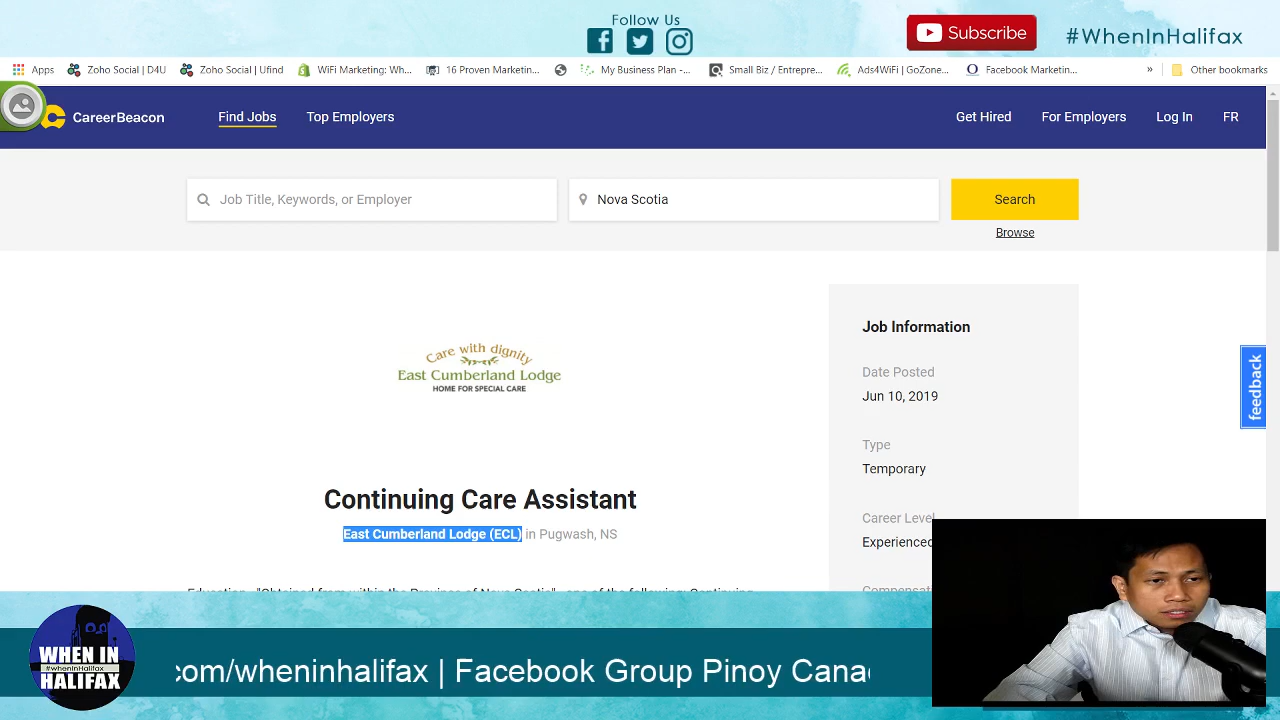 Follow Us
Subscribe
#WhenInHalifax
Apps
Zoho Social | D4U
Zoho Social | Ufind
WiFi Marketing: Wh...
16 Proven Marketin...
My Business Plan -...
Small Biz / Entrepre...
Ads4WiFi | GoZone...
Facebook Marketin...
»
Other bookmarks
CareerBeacon
Find Jobs
Top Employers
Get Hired
For Employers
Log In
FR
Job Title, Keywords, or Employer
Nova Scotia
Search
Browse
Care with dignity
East Cumberland Lodge
HOME FOR SPECIAL CARE
Continuing Care Assistant
East Cumberland Lodge (ECL) in Pugwash, NS
Job Information
Date Posted
Jun 10, 2019
Type
Temporary
Career Level
Experienced
feedback
WHEN IN
#wheninHalifax
HALIFAX
com/wheninhalifax | Facebook Group Pinoy Cana